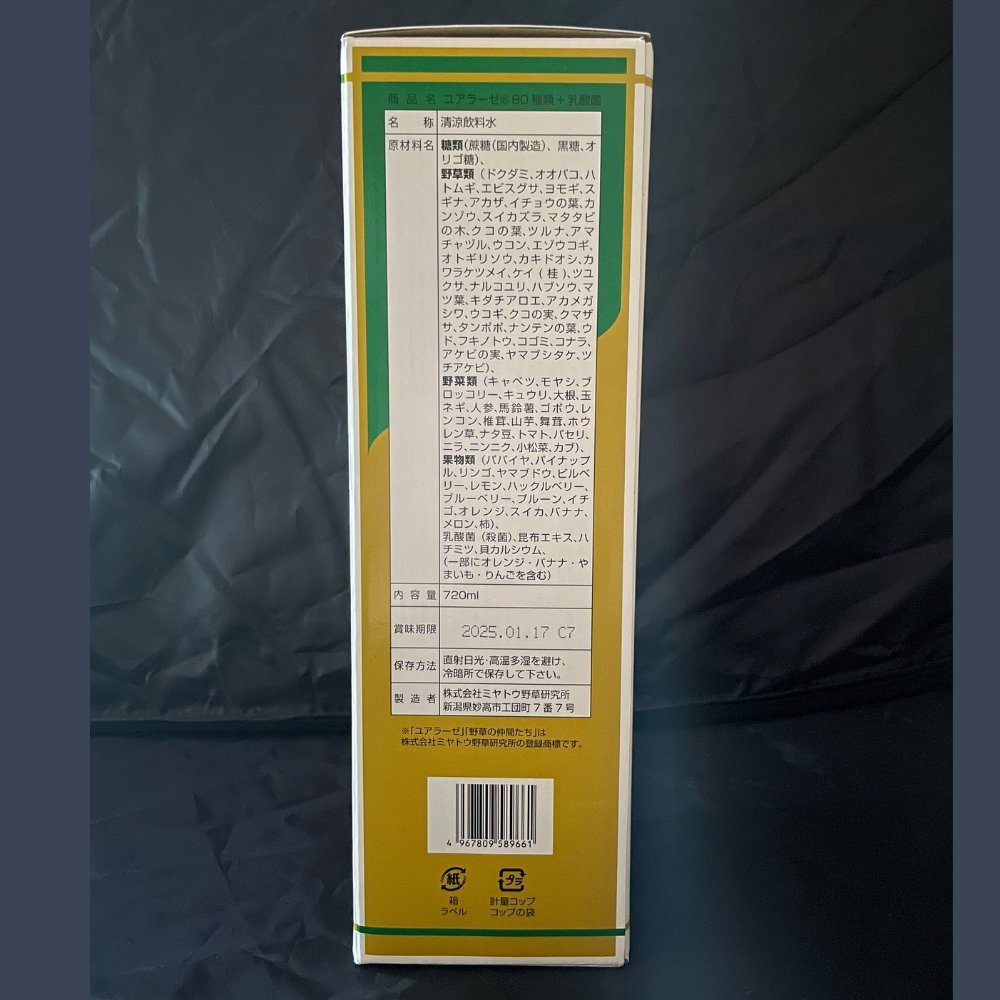 商品名 ユアラーゼ® 80種類＋乳酸菌
名称 清涼飲料水
原材料名 糖類(蔗糖(国内製造)、黒糖、オ
リゴ糖)、
野草類(ドクダミ、オオバコ、ハ
トムギ、エビスグサ、ヨモギ、ス
ギナ、アカザ、イチョウの葉、カ
ンゾウ、スイカズラ、マタタビ
の木、クコの葉、ツルナ、アマ
チャヅル、ウコン、エゾウコギ、
オトギリソウ、カキドオシ、カ
ワラケツメイ、ケイ(桂)、ツユ
クサ、ナルコユリ、ハブソウ、マ
ツ葉、キダチアロエ、アカメガ
シワ、ウコギ、クコの実、クマザ
サ、タンポポ、ナンテンの葉、ウ
ド、フキノトウ、コゴミ、コナラ、
アケビの実、ヤマブシタケ、ツ
チアケビ)、
野菜類(キャベツ、モヤシ、ブ
ロッコリー、キュウリ、大根、玉
ネギ、人参、馬鈴薯、ゴボウ、レ
ンコン、椎茸、山芋、舞茸、ホウ
レン草、ナタ豆、トマト、パセリ、
ニラ、ニンニク、小松菜、カブ)、
果物類(パパイヤ、パイナップ
ル、リンゴ、ヤマブドウ、ビルベ
リー、レモン、ハックルベリー、
ブルーベリー、プルーン、イチ
ゴ、オレンジ、スイカ、バナナ、
メロン、柿)、
乳酸菌(殺菌)、昆布エキス、ハ
チミツ、貝カルシウム、
(一部にオレンジ・バナナ・や
まいも・りんごを含む)
内容量 720ml
賞味期限 2025.01.17 C7
保存方法 直射日光・高温多湿を避け、
冷暗所で保存して下さい。
製造者 株式会社ミヤトウ野草研究所
新潟県妙高市工団町7番7号
※「ユアラーゼ」「野草の仲間たち」は
株式会社ミヤトウ野草研究所の登録商標です。
4 967809 589661
紙 プラ
箱 計量コップ
ラベル コップの袋